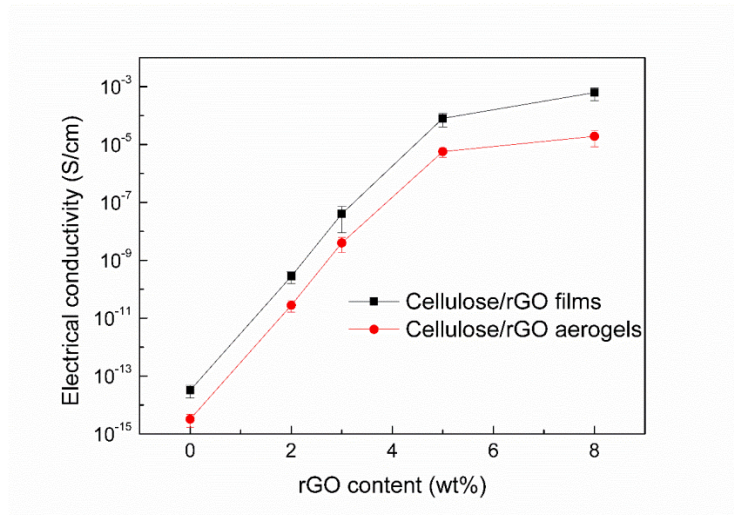 Electrical conductivity (S/cm)
10⁻³
10⁻⁵
10⁻⁷
10⁻⁹
10⁻¹¹
10⁻¹³
10⁻¹⁵
Cellulose/rGO films
Cellulose/rGO aerogels
0 2 4 6 8
rGO content (wt%)